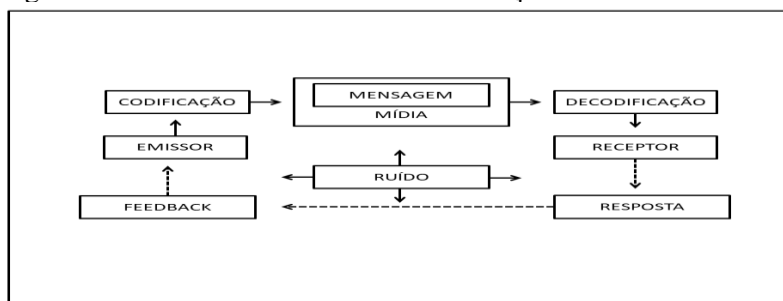 MENSAGEM
CODIFICAÇÃO
DECODIFICAÇÃO
MÍDIA
EMISSOR
RECEPTOR
RUÍDO
FEEDBACK
RESPOSTA